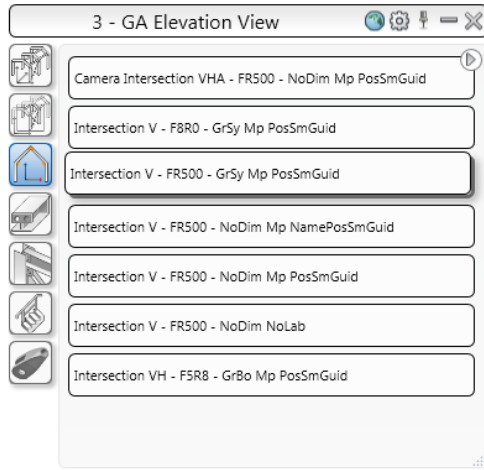 3 - GA Elevation View
Camera Intersection VHA - FR500 - NoDim Mp PosSmGuid
Intersection V - F8R0 - GrSy Mp PosSmGuid
Intersection V - FR500 - GrSy Mp PosSmGuid
Intersection V - FR500 - NoDim Mp NamePosSmGuid
Intersection V - FR500 - NoDim Mp PosSmGuid
Intersection V - FR500 - NoDim NoLab
Intersection VH - F5R8 - GrBo Mp PosSmGuid